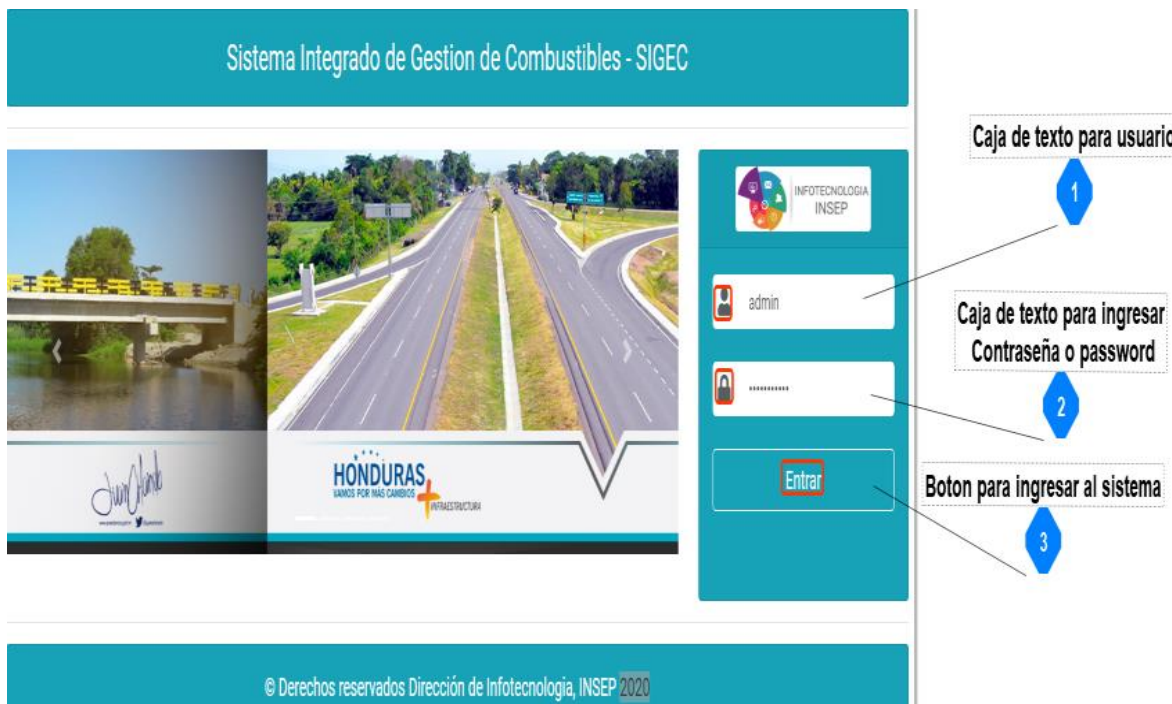 Sistema Integrado de Gestion de Combustibles - SIGEC
Caja de texto para usuario
1
INFOTECNOLOGIA
INSEP
admin
Caja de texto para ingresar
Contraseña o password
2
HONDURAS
VAMOS POR MÁS CAMBIOS
+INFRAESTRUCTURA
Entrar
Boton para ingresar al sistema
3
© Derechos reservados Dirección de Infotecnologia, INSEP 2020